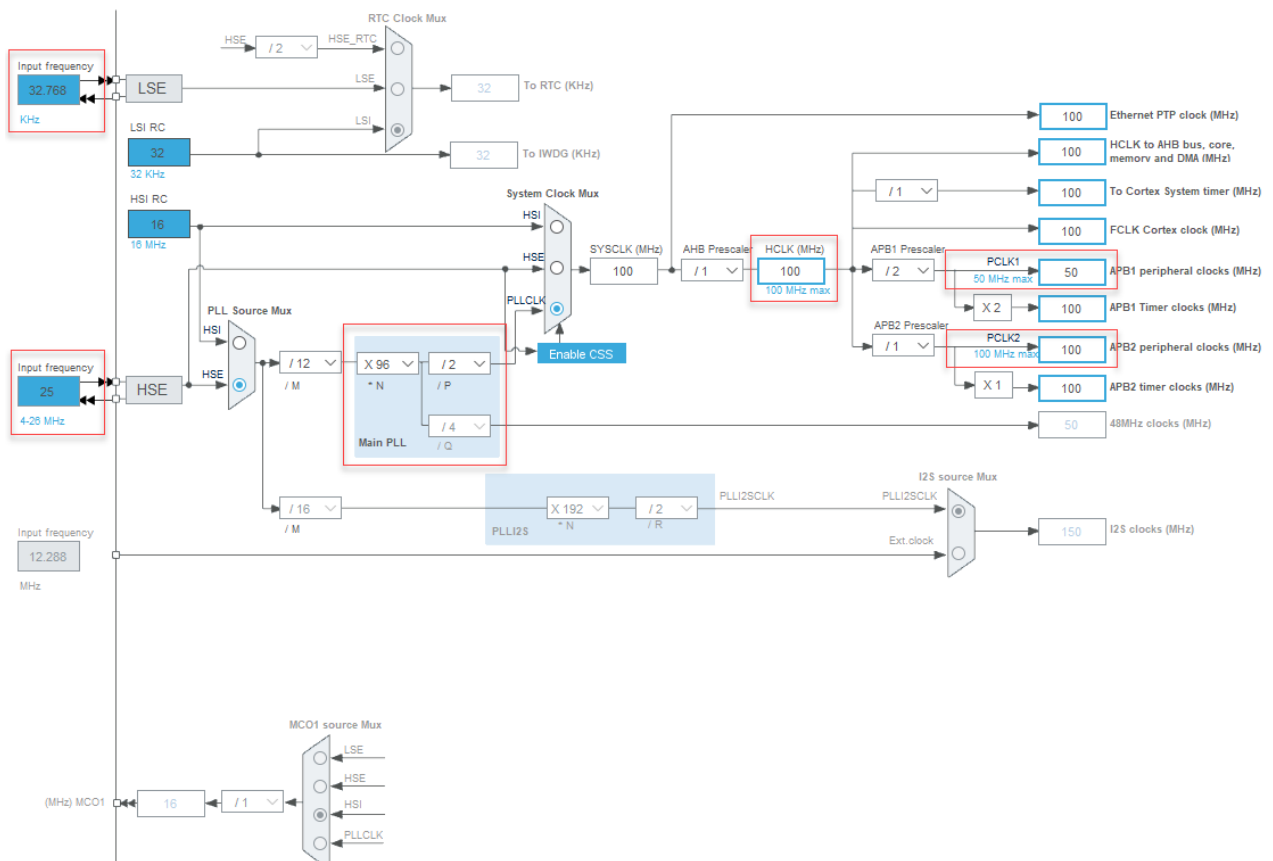 RTC Clock Mux
HSE
/ 2
HSE_RTC
Input frequency
32.768
KHz
LSE
LSE
32
To RTC (KHz)
LSI RC
32
32 KHz
LSI
32
To IWDG (KHz)
HSI RC
16
16 MHz
System Clock Mux
HSI
HSE
PLLCLK
SYSCLK (MHz)
100
AHB Prescaler
/ 1
HCLK (MHz)
100
100 MHz max
100
Ethernet PTP clock (MHz)
100
HCLK to AHB bus, core,
memory and DMA (MHz)
/ 1
100
To Cortex System timer (MHz)
100
FCLK Cortex clock (MHz)
APB1 Prescaler
/ 2
PCLK1
50 MHz max
50
APB1 peripheral clocks (MHz)
X 2
100
APB1 Timer clocks (MHz)
APB2 Prescaler
/ 1
PCLK2
100 MHz max
100
APB2 peripheral clocks (MHz)
X 1
100
APB2 timer clocks (MHz)
Enable CSS
PLL Source Mux
HSI
HSE
Input frequency
25
4-26 MHz
HSE
/ 12
/ M
X 96
* N
/ 2
/ P
/ 4
/ Q
Main PLL
50
48MHz clocks (MHz)
/ 16
/ M
X 192
* N
/ 2
/ R
PLLI2S
PLLI2SCLK
I2S source Mux
PLLI2SCLK
Ext.clock
150
I2S clocks (MHz)
Input frequency
12.288
MHz
MCO1 source Mux
LSE
HSE
HSI
PLLCLK
(MHz) MCO1
16
/ 1